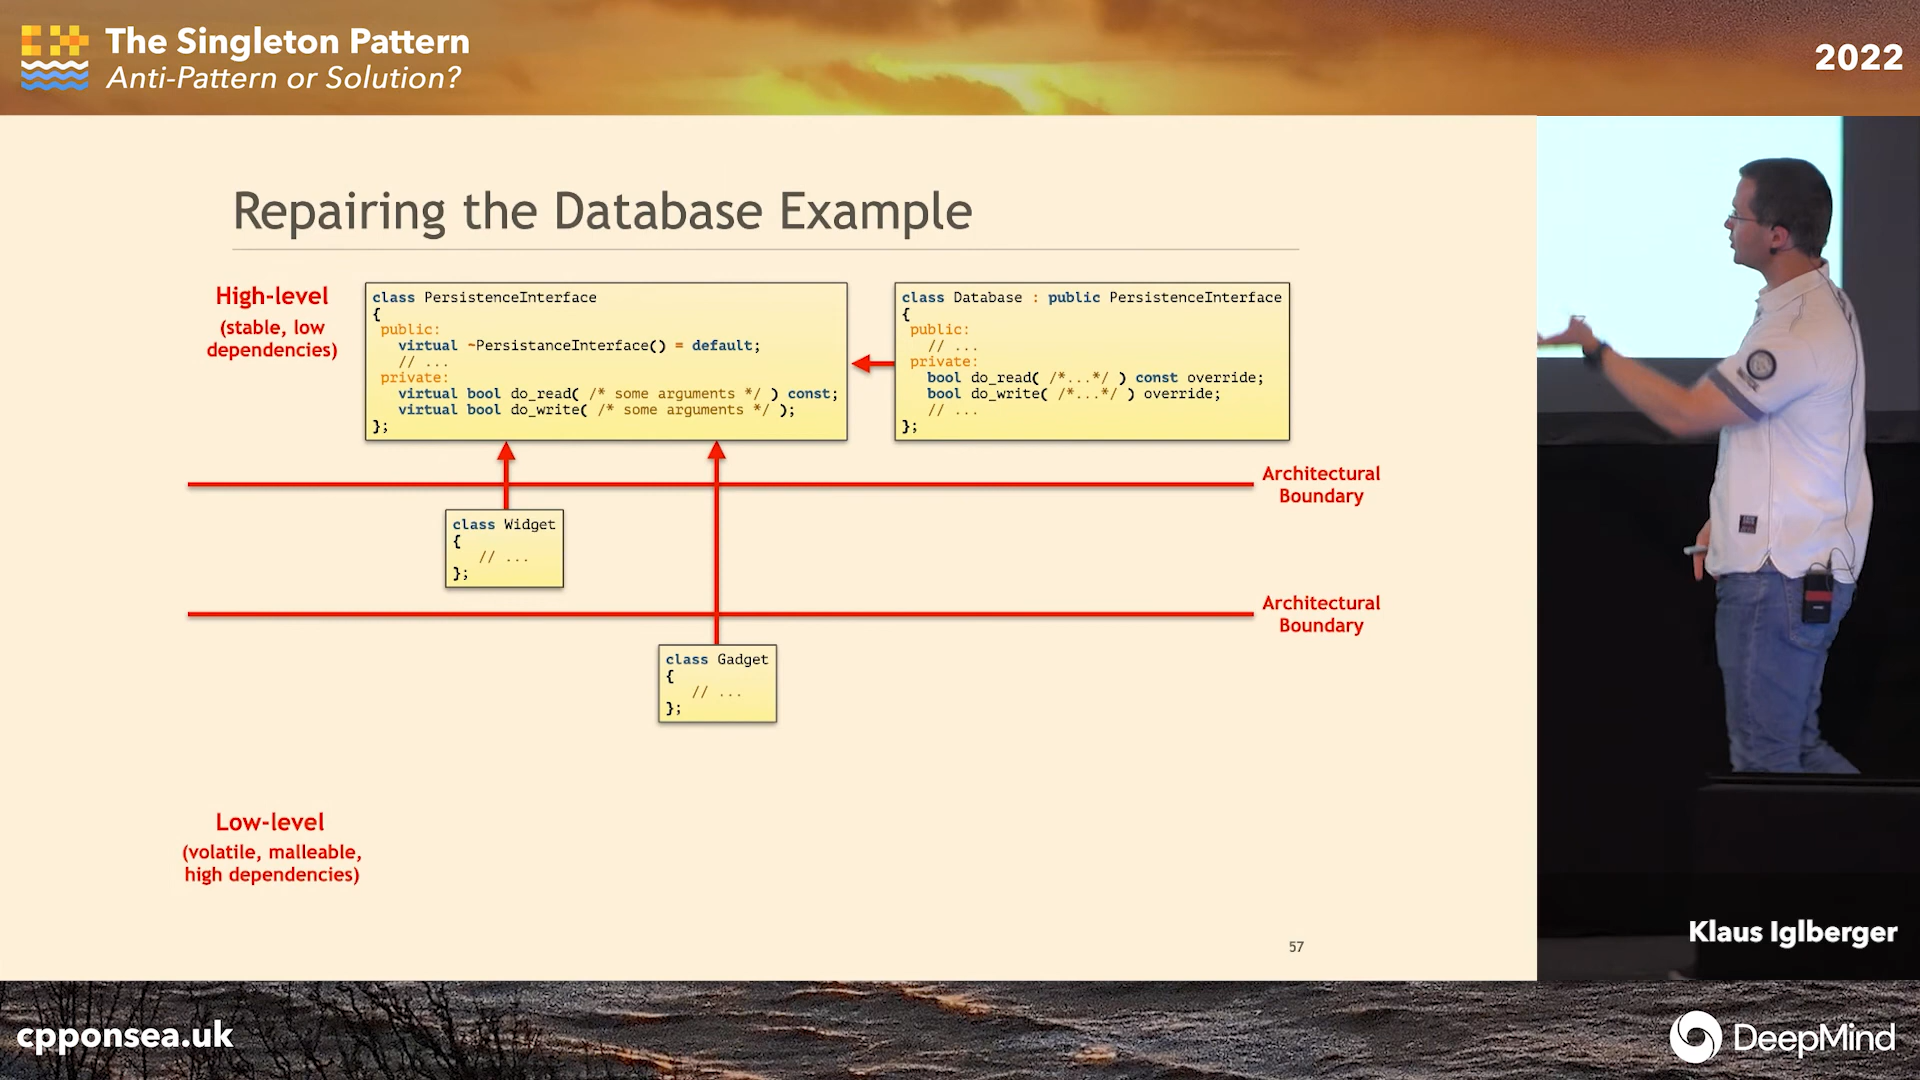 The Singleton Pattern
Anti-Pattern or Solution?
2022
Repairing the Database Example
High-level
(stable, low
dependencies)
class PersistenceInterface
{
public:
virtual ~PersistanceInterface() = default;
// ...
private:
virtual bool do_read( /* some arguments */ ) const;
virtual bool do_write( /* some arguments */ );
};
class Database : public PersistenceInterface
{
public:
// ...
private:
bool do_read( /*...*/ ) const override;
bool do_write( /*...*/ ) override;
// ...
};
Architectural
Boundary
class Widget
{
// ...
};
Architectural
Boundary
class Gadget
{
// ...
};
Low-level
(volatile, malleable,
high dependencies)
57
Klaus Iglberger
cpponsea.uk
DeepMind